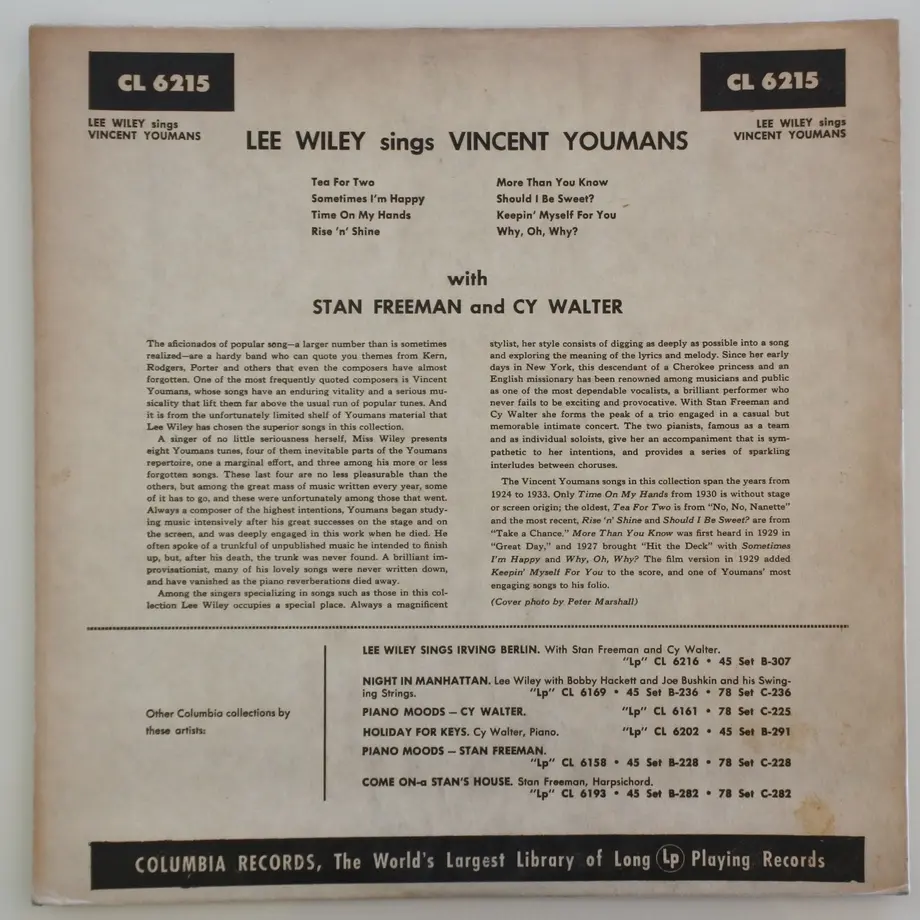 CL 6215
CL 6215
LEE WILEY sings
VINCENT YOUMANS
LEE WILEY sings
VINCENT YOUMANS
LEE WILEY sings VINCENT YOUMANS
Tea For Two
Sometimes I'm Happy
Time On My Hands
Rise 'n' Shine
More Than You Know
Should I Be Sweet?
Keepin' Myself For You
Why, Oh, Why?
with
STAN FREEMAN and CY WALTER
The aficionados of popular song—a larger number than is sometimes
realized—are a hardy band who can quote you themes from Kern,
Rodgers, Porter and others that even the composers have almost
forgotten. One of the most frequently quoted composers is Vincent
Youmans, whose songs have an enduring vitality and a serious mu-
sicality that lift them far above the usual run of popular tunes. And
it is from the unfortunately limited shelf of Youmans material that
Lee Wiley has chosen the superior songs in this collection.
A singer of no little seriousness herself, Miss Wiley presents
eight Youmans tunes, four of them inevitable parts of the Youmans
repertoire, one a marginal effort, and three among his more or less
forgotten songs. These last four are no less pleasurable than the
others, but among the great mass of music written every year, some
of it has to go, and these were unfortunately among those that went.
Always a composer of the highest intentions, Youmans began study-
ing music intensively after his great successes on the stage and on
the screen, and was deeply engaged in this work when he died. He
often spoke of a trunkful of unpublished music he intended to finish
up, but, after his death, the trunk was never found. A brilliant im-
provisationist, many of his lovely songs were never written down,
and have vanished as the piano reverberations died away.
Among the singers specializing in songs such as those in this col-
lection Lee Wiley occupies a special place. Always a magnificent
stylist, her style consists of digging as deeply as possible into a song
and exploring the meaning of the lyrics and melody. Since her early
days in New York, this descendant of a Cherokee princess and an
English missionary has been renowned among musicians and public
as one of the most dependable vocalists, a brilliant performer who
never fails to be exciting and provocative. With Stan Freeman and
Cy Walter she forms the peak of a trio engaged in a casual but
memorable intimate concert. The two pianists, famous as a team
and as individual soloists, give her an accompaniment that is sym-
pathetic to her intentions, and provides a series of sparkling
interludes between choruses.
The Vincent Youmans songs in this collection span the years from
1924 to 1933. Only Time On My Hands from 1930 is without stage
or screen origin; the oldest, Tea For Two is from "No, No, Nanette"
and the most recent, Rise 'n' Shine and Should I Be Sweet? are from
"Take a Chance." More Than You Know was first heard in 1929 in
"Great Day," and 1927 brought "Hit the Deck" with Sometimes
I'm Happy and Why, Oh, Why? The film version in 1929 added
Keepin' Myself For You to the score, and one of Youmans' most
engaging songs to his folio.
(Cover photo by Peter Marshall)
Other Columbia collections by
these artists:
LEE WILEY SINGS IRVING BERLIN. With Stan Freeman and Cy Walter.
"Lp" CL 6216 • 45 Set B-307
NIGHT IN MANHATTAN. Lee Wiley with Bobby Hackett and Joe Bushkin and his Swing-
ing Strings. "Lp" CL 6169 • 45 Set B-236 • 78 Set C-236
PIANO MOODS — CY WALTER. "Lp" CL 6161 • 78 Set C-225
HOLIDAY FOR KEYS. Cy Walter, Piano. "Lp" CL 6202 • 45 Set B-291
PIANO MOODS — STAN FREEMAN.
"Lp" CL 6158 • 45 Set B-228 • 78 Set C-228
COME ON-a STAN'S HOUSE. Stan Freeman, Harpsichord.
"Lp" CL 6193 • 45 Set B-282 • 78 Set C-282
COLUMBIA RECORDS, The World's Largest Library of Long Lp Playing Records